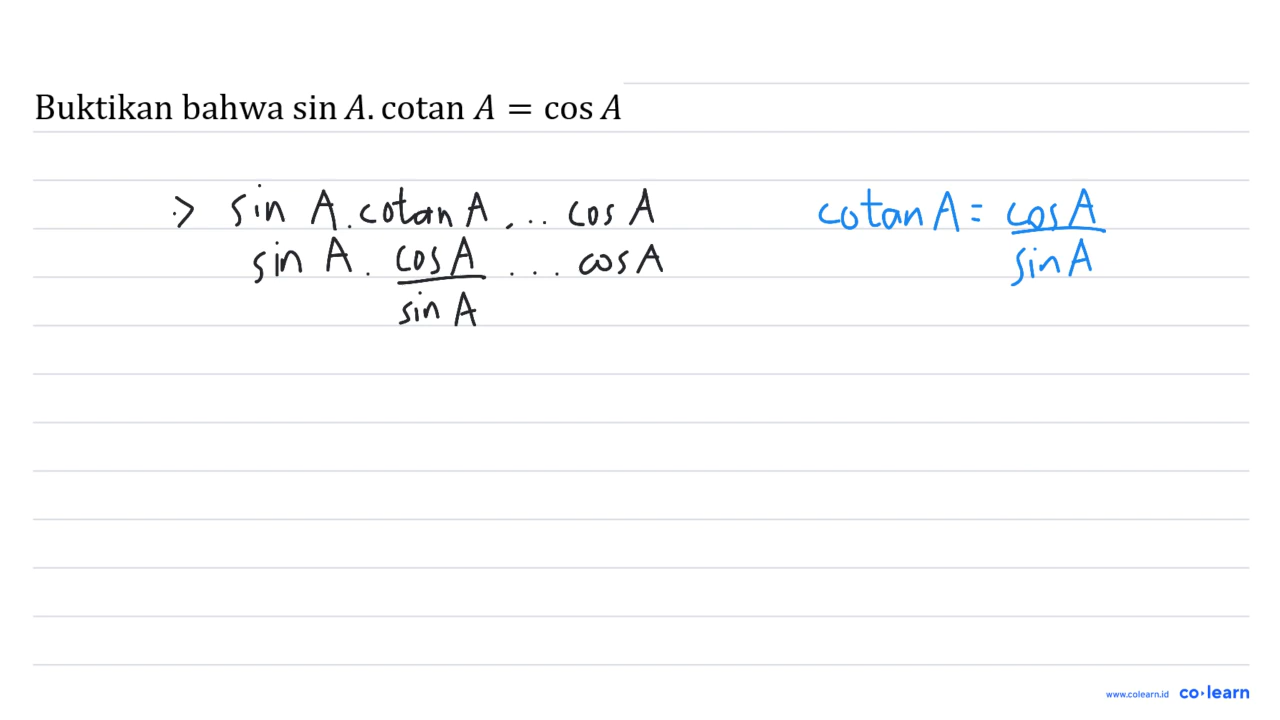 Buktikan bahwa sin A. cotan A = cos A
:> sin A . cotan A ... cos A cotan A = cos A
sin A . cos A ... cos A sin A
sin A
www.colearn.id co·learn